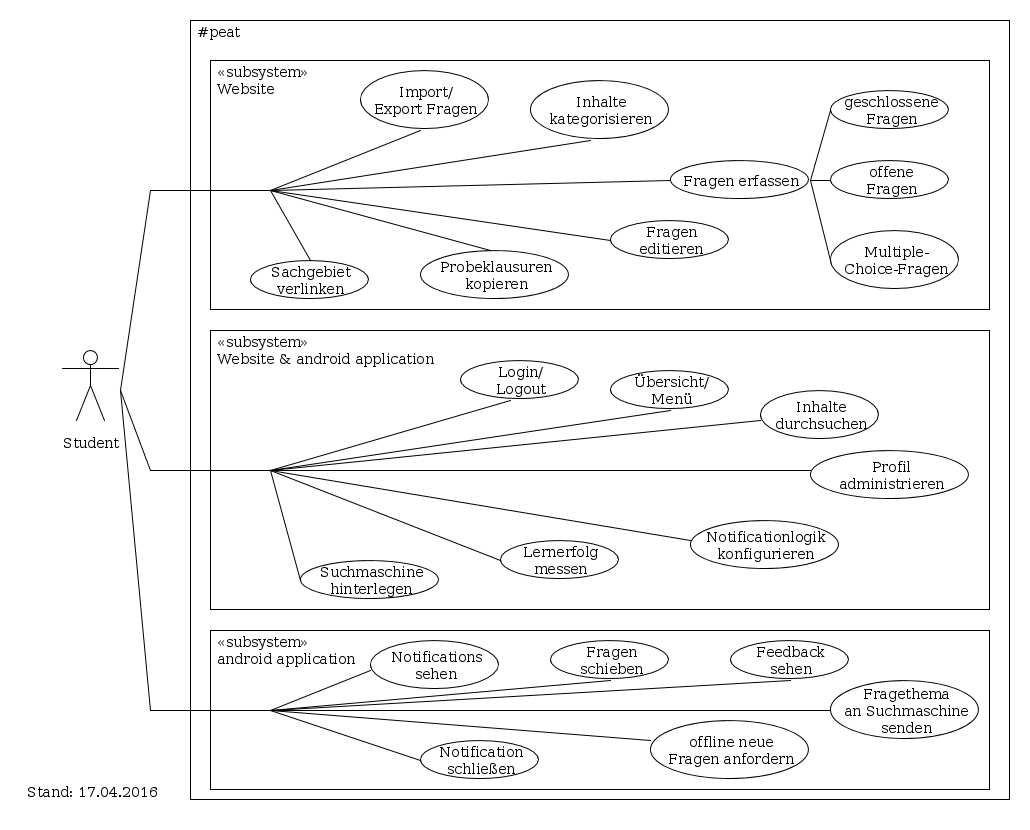 #peat
«subsystem»
Website
Import/
Export Fragen
Inhalte
kategorisieren
geschlossene
Fragen
Fragen erfassen
offene
Fragen
Fragen
editieren
Multiple-
Choice-Fragen
Sachgebiet
verlinken
Probeklausuren
kopieren
«subsystem»
Website & android application
Login/
Logout
Übersicht/
Menü
Inhalte
durchsuchen
Profil
administrieren
Notificationlogik
konfigurieren
Lernerfolg
messen
Suchmaschine
hinterlegen
Student
«subsystem»
android application
Notifications
sehen
Fragen
schieben
Feedback
sehen
Fragethema
an Suchmaschine
senden
offline neue
Fragen anfordern
Notification
schließen
Stand: 17.04.2016